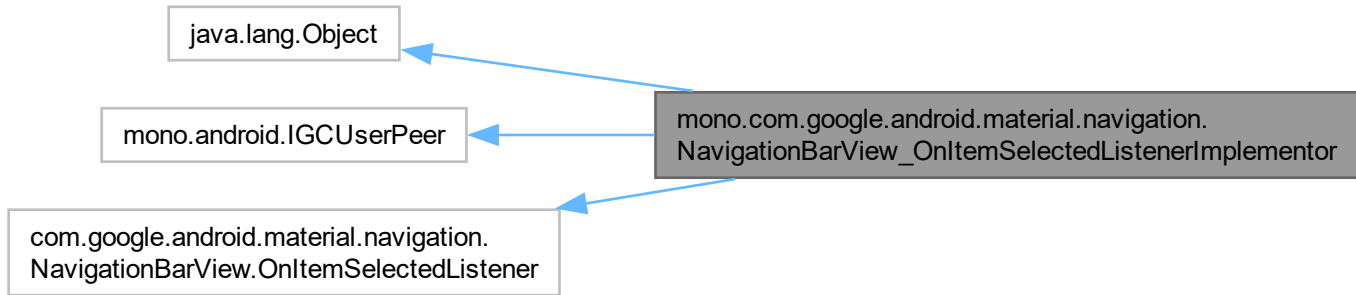 java.lang.Object
mono.android.IGCUserPeer
mono.com.google.android.material.navigation.
NavigationBarView_OnItemSelectedListenerImplementor
com.google.android.material.navigation.
NavigationBarView.OnItemSelectedListener